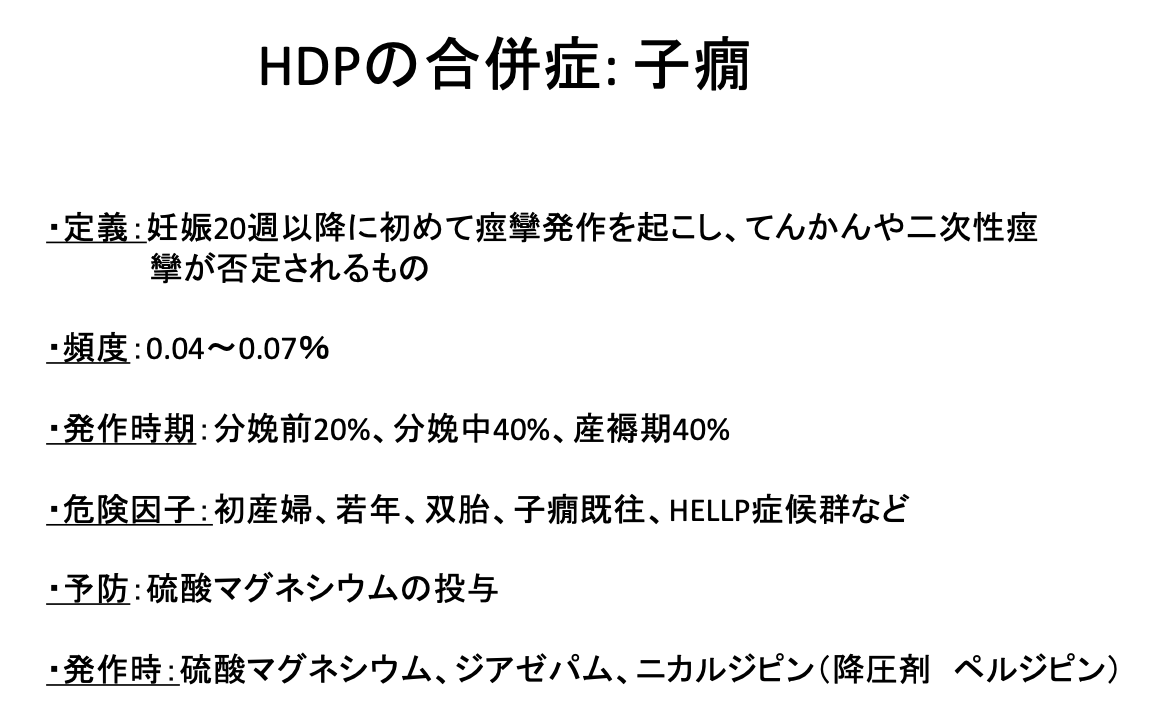 HDPの合併症: 子癇
・定義：妊娠20週以降に初めて痙攣発作を起こし、てんかんや二次性痙
攣が否定されるもの
・頻度：0.04～0.07％
・発作時期：分娩前20%、分娩中40%、産褥期40%
・危険因子：初産婦、若年、双胎、子癇既往、HELLP症候群など
・予防：硫酸マグネシウムの投与
・発作時：硫酸マグネシウム、ジアゼパム、ニカルジピン（降圧剤　ペルジピン）